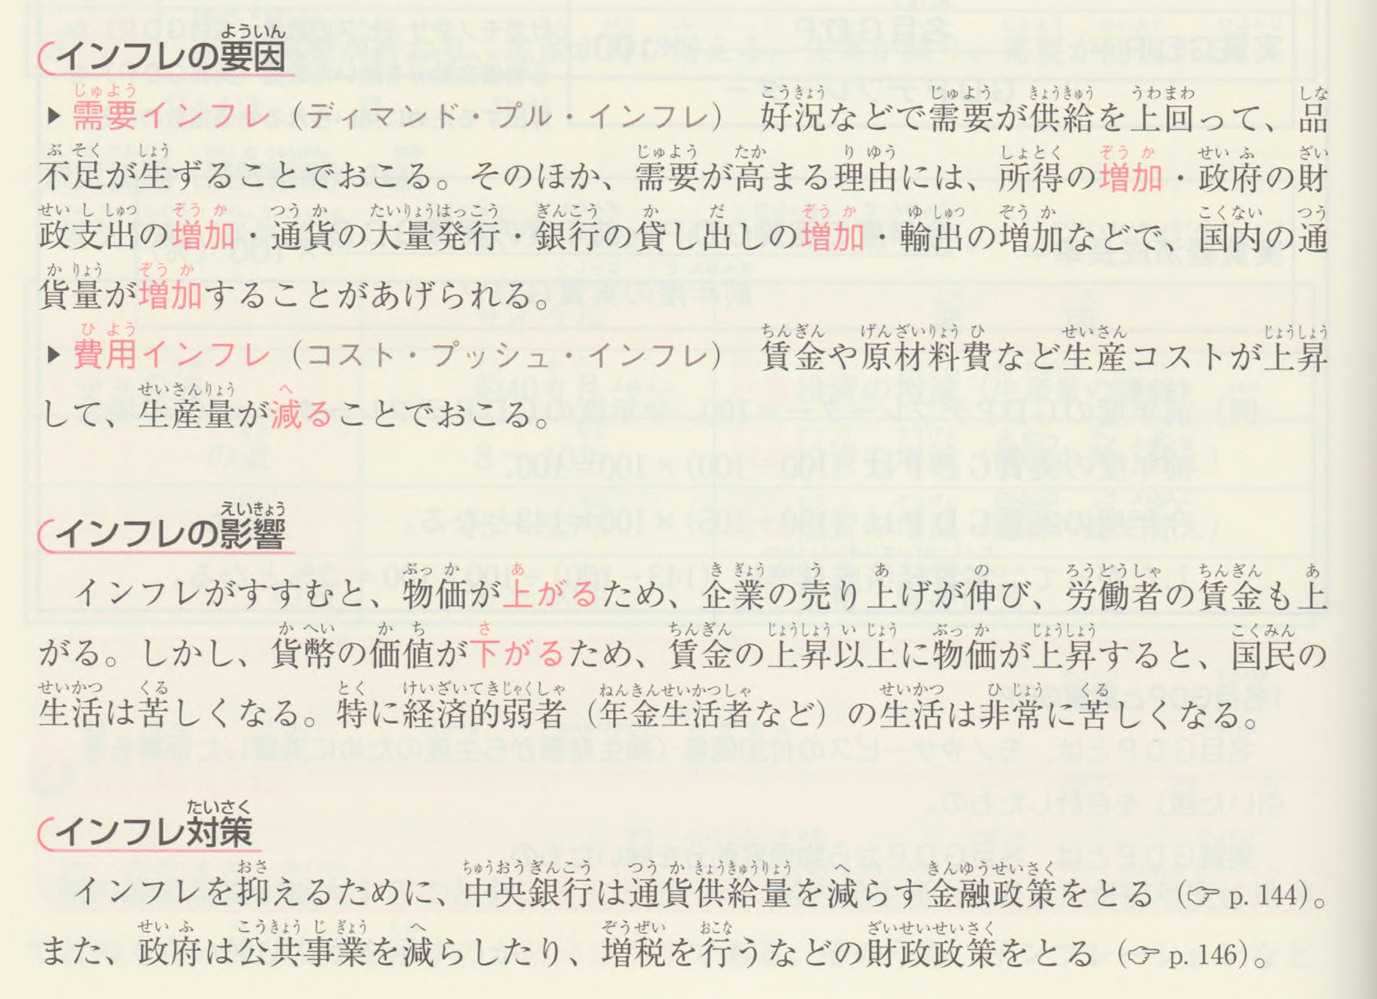 インフレの要因
▶ 需要インフレ（ディマンド・プル・インフレ） 好況などで需要が供給を上回って、品
不足が生ずることでおこる。そのほか、需要が高まる理由には、所得の増加・政府の財
政支出の増加・通貨の大量発行・銀行の貸し出しの増加・輸出の増加などで、国内の通
貨量が増加することがあげられる。
▶ 費用インフレ（コスト・プッシュ・インフレ） 賃金や原材料費など生産コストが上昇
して、生産量が減ることでおこる。
インフレの影響
インフレがすすむと、物価が上がるため、企業の売り上げが伸び、労働者の賃金も上
がる。しかし、貨幣の価値が下がるため、賃金の上昇以上に物価が上昇すると、国民の
生活は苦しくなる。特に経済的弱者（年金生活者など）の生活は非常に苦しくなる。
インフレ対策
インフレを抑えるために、中央銀行は通貨供給量を減らす金融政策をとる（☞ p. 144）。
また、政府は公共事業を減らしたり、増税を行うなどの財政政策をとる（☞ p. 146）。